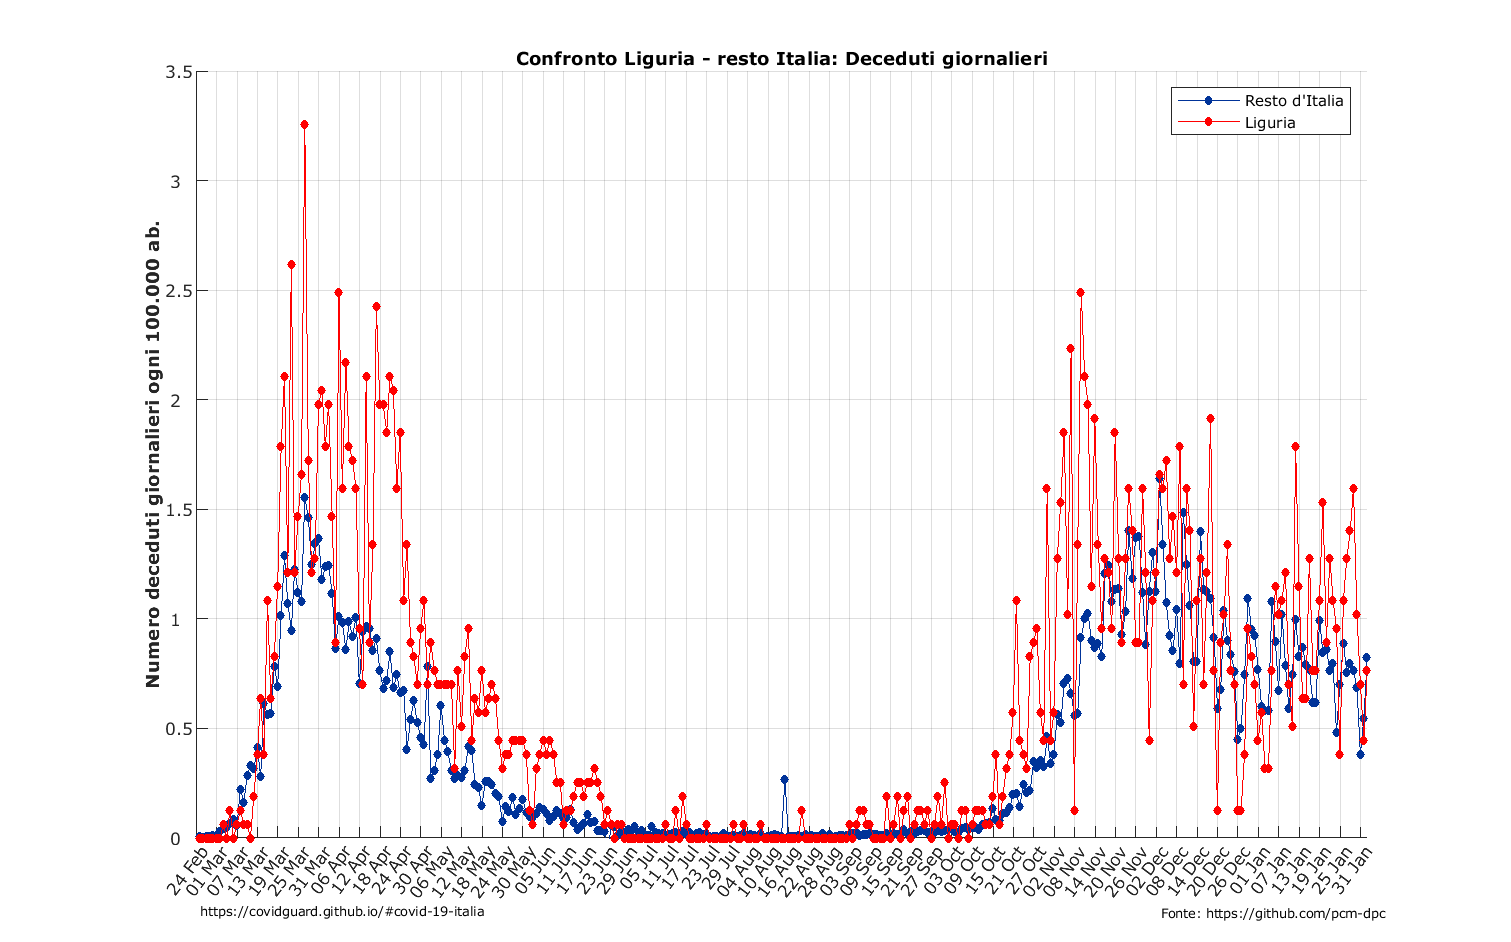 Confronto Liguria - resto Italia: Deceduti giornalieri
Numero deceduti giornalieri ogni 100.000 ab.
3.5
3
2.5
2
1.5
1
0.5
0
Resto d'Italia
Liguria
24 Feb
01 Mar
07 Mar
13 Mar
19 Mar
25 Mar
31 Mar
06 Apr
12 Apr
18 Apr
24 Apr
30 Apr
06 May
12 May
18 May
24 May
30 May
05 Jun
11 Jun
17 Jun
23 Jun
29 Jun
05 Jul
11 Jul
17 Jul
23 Jul
29 Jul
04 Aug
10 Aug
16 Aug
22 Aug
28 Aug
03 Sep
09 Sep
15 Sep
21 Sep
27 Sep
03 Oct
09 Oct
15 Oct
21 Oct
27 Oct
02 Nov
08 Nov
14 Nov
20 Nov
26 Nov
02 Dec
08 Dec
14 Dec
20 Dec
26 Dec
01 Jan
07 Jan
13 Jan
19 Jan
25 Jan
31 Jan
https://covidguard.github.io/#covid-19-italia
Fonte: https://github.com/pcm-dpc